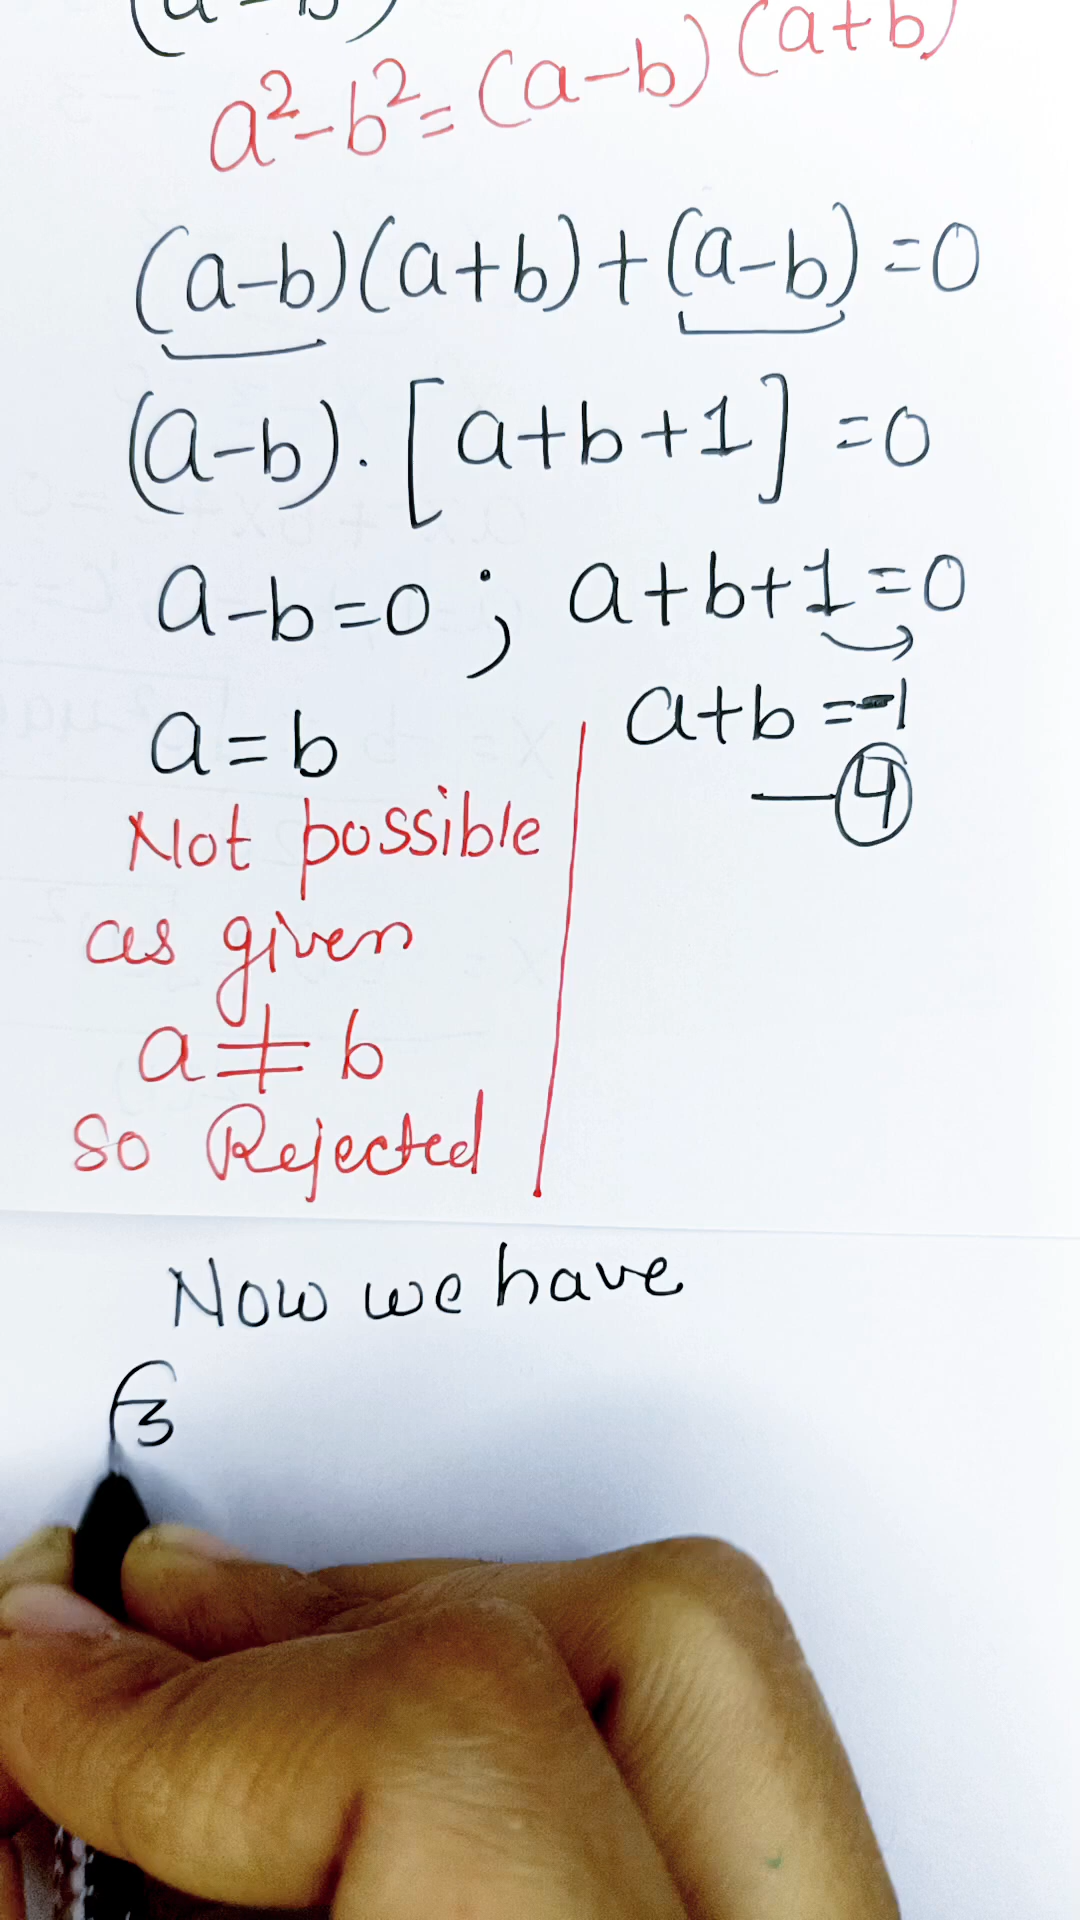 (a-b)
a²-b²=(a-b)(a+b)
(a-b)(a+b)+(a-b)=0
(a-b).[a+b+1]=0
a-b=0 ; a+b+1=0
a=b
a+b=-1
—④
Not possible
as given
a≠b
so Rejected
Now we have
3